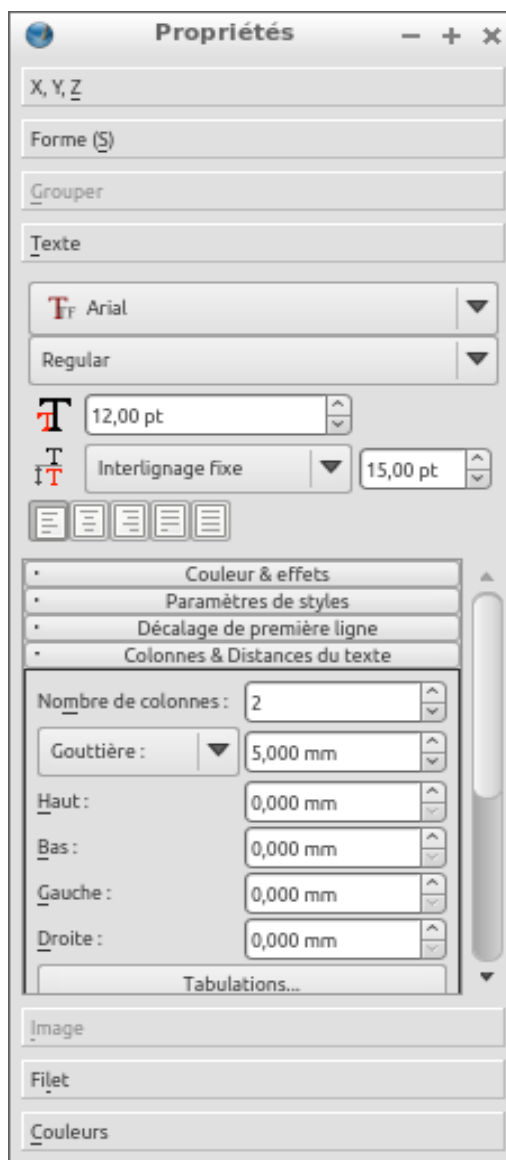 Propriétés
X, Y, Z
Forme (S)
Grouper
Texte
Arial
Regular
12,00 pt
Interlignage fixe 15,00 pt
Couleur & effets
Paramètres de styles
Décalage de première ligne
Colonnes & Distances du texte
Nombre de colonnes : 2
Gouttière : 5,000 mm
Haut : 0,000 mm
Bas : 0,000 mm
Gauche : 0,000 mm
Droite : 0,000 mm
Tabulations...
Image
Filet
Couleurs